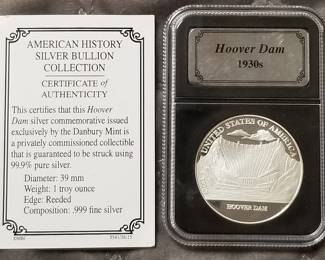 AMERICAN HISTORY
SILVER BULLION
COLLECTION
CERTIFICATE of
AUTHENTICITY
This certifies that this Hoover
Dam silver commemorative issued
exclusively by the Danbury Mint is
a privately commissioned collectible
that is guaranteed to be struck using
99.9% pure silver.
Diameter: 39 mm
Weight: 1 troy ounce
Edge: Reeded
Composition: .999 fine silver
Hoover Dam
1930s
UNITED STATES OF AMERICA
HOOVER DAM